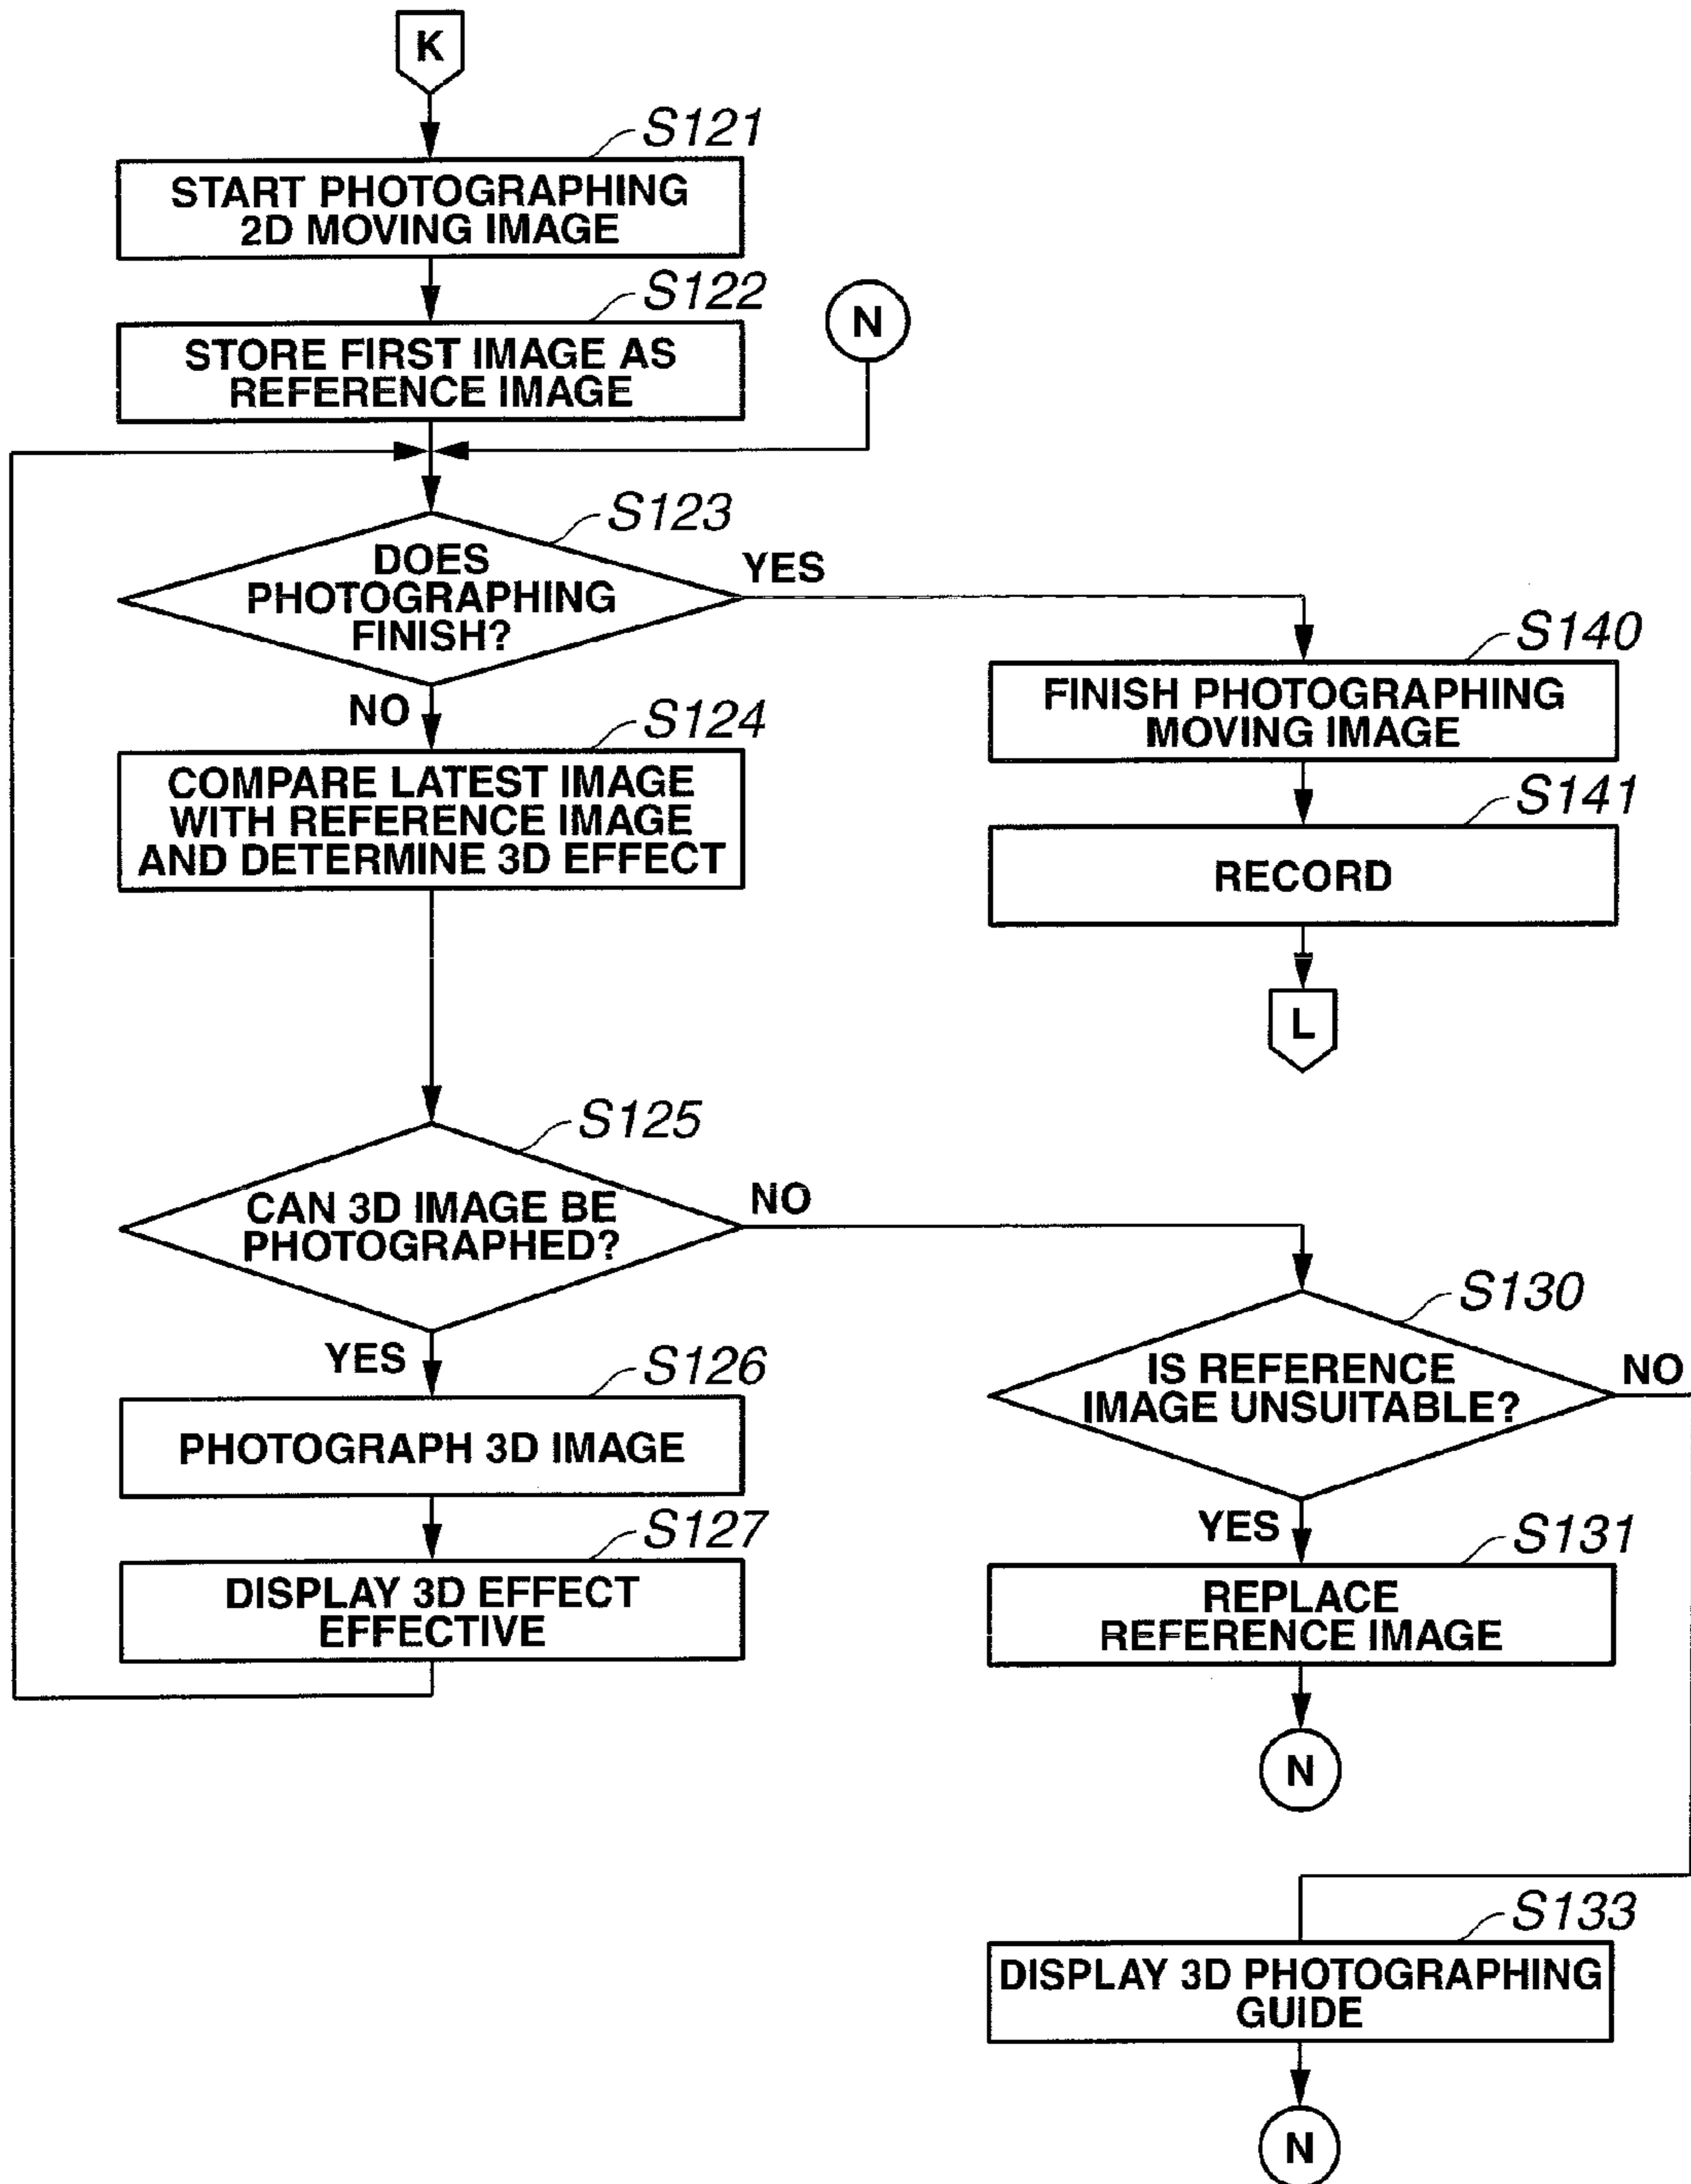 K
S121
START PHOTOGRAPHING
2D MOVING IMAGE
S122
STORE FIRST IMAGE AS
REFERENCE IMAGE
N
S123
DOES
PHOTOGRAPHING
FINISH?
YES
NO
S124
COMPARE LATEST IMAGE
WITH REFERENCE IMAGE
AND DETERMINE 3D EFFECT
S140
FINISH PHOTOGRAPHING
MOVING IMAGE
S141
RECORD
L
S125
CAN 3D IMAGE BE
PHOTOGRAPHED?
NO
YES
S126
PHOTOGRAPH 3D IMAGE
S127
DISPLAY 3D EFFECT
EFFECTIVE
S130
IS REFERENCE
IMAGE UNSUITABLE?
NO
YES
S131
REPLACE
REFERENCE IMAGE
N
S133
DISPLAY 3D PHOTOGRAPHING
GUIDE
N